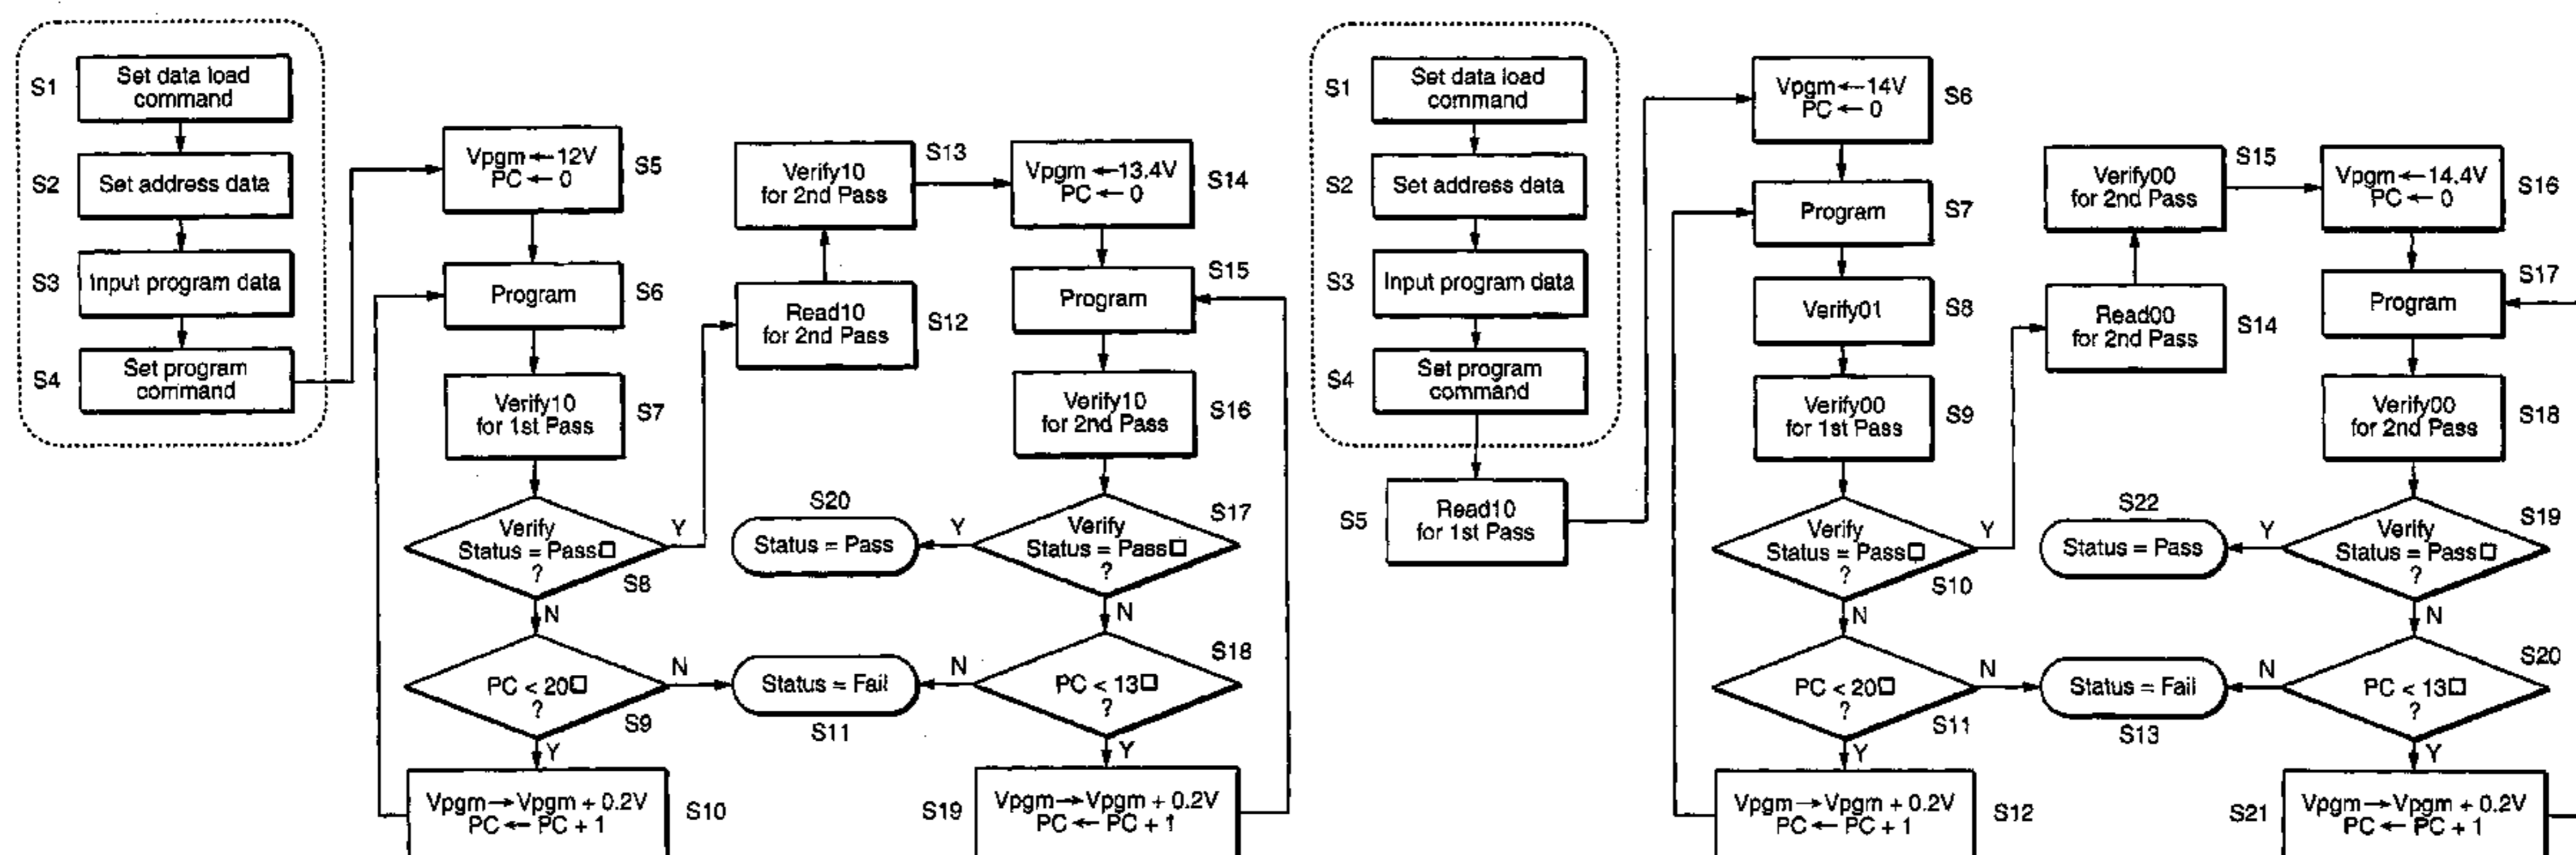 S1
Set data load
command
S2
Set address data
S3
Input program data
S4
Set program
command
Vpgm←12V
PC ← 0
S5
Program
S6
Verify10
for 1st Pass
S7
Verify
Status = Pass□
?
S8
Y
N
PC < 20□
?
S9
N
Y
Vpgm→Vpgm + 0.2V
PC ← PC + 1
S10
Status = Fail
S11
Read10
for 2nd Pass
S12
Verify10
for 2nd Pass
S13
Vpgm ←13.4V
PC ← 0
S14
Program
S15
Verify10
for 2nd Pass
S16
Verify
Status = Pass□
?
S17
Y
N
S20
Status = Pass
PC < 13□
?
S18
N
Y
Vpgm→Vpgm + 0.2V
PC ← PC + 1
S19
S1
Set data load
command
S2
Set address data
S3
Input program data
S4
Set program
command
S5
Read10
for 1st Pass
Vpgm←14V
PC ← 0
S6
Program
S7
Verify01
S8
Verify00
for 1st Pass
S9
Verify
Status = Pass□
?
S10
Y
N
PC < 20□
?
S11
N
Y
Vpgm→Vpgm + 0.2V
PC ← PC + 1
S12
Status = Fail
S13
Read00
for 2nd Pass
S14
Verify00
for 2nd Pass
S15
Vpgm←14.4V
PC ← 0
S16
Program
S17
Verify00
for 2nd Pass
S18
Verify
Status = Pass□
?
S19
Y
N
S22
Status = Pass
PC < 13□
?
S20
N
Y
Vpgm→Vpgm + 0.2V
PC ← PC + 1
S21